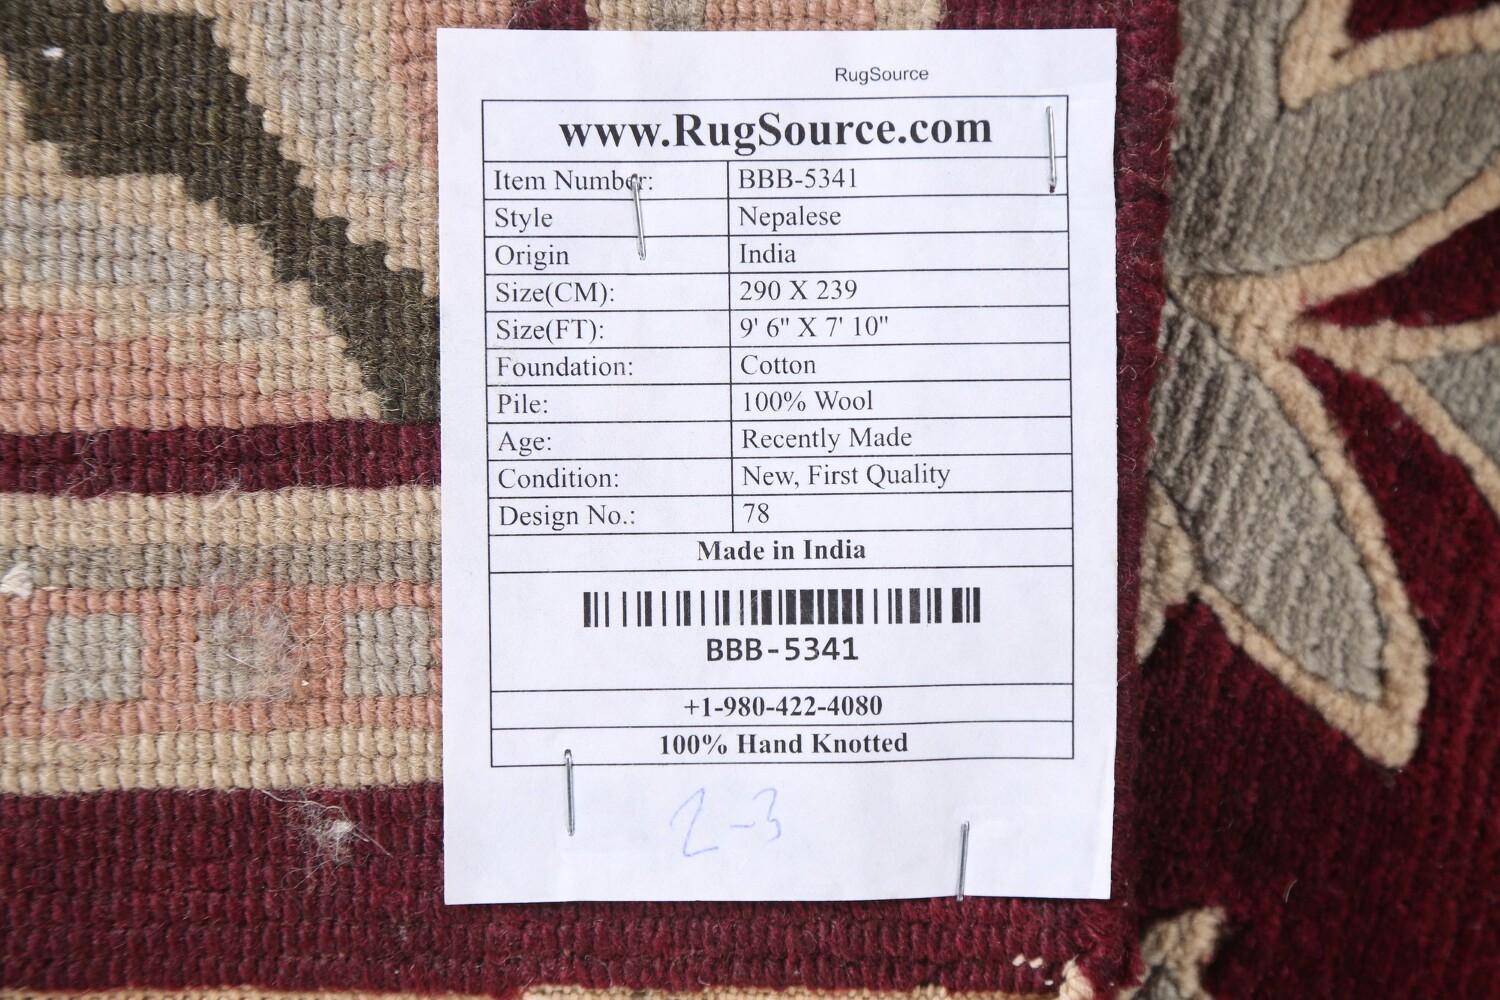 RugSource
www.RugSource.com
Item Number: BBB-5341
Style Nepalese
Origin India
Size(CM): 290 X 239
Size(FT): 9' 6" X 7' 10"
Foundation: Cotton
Pile: 100% Wool
Age: Recently Made
Condition: New, First Quality
Design No.: 78
Made in India
BBB-5341
+1-980-422-4080
100% Hand Knotted
2-3